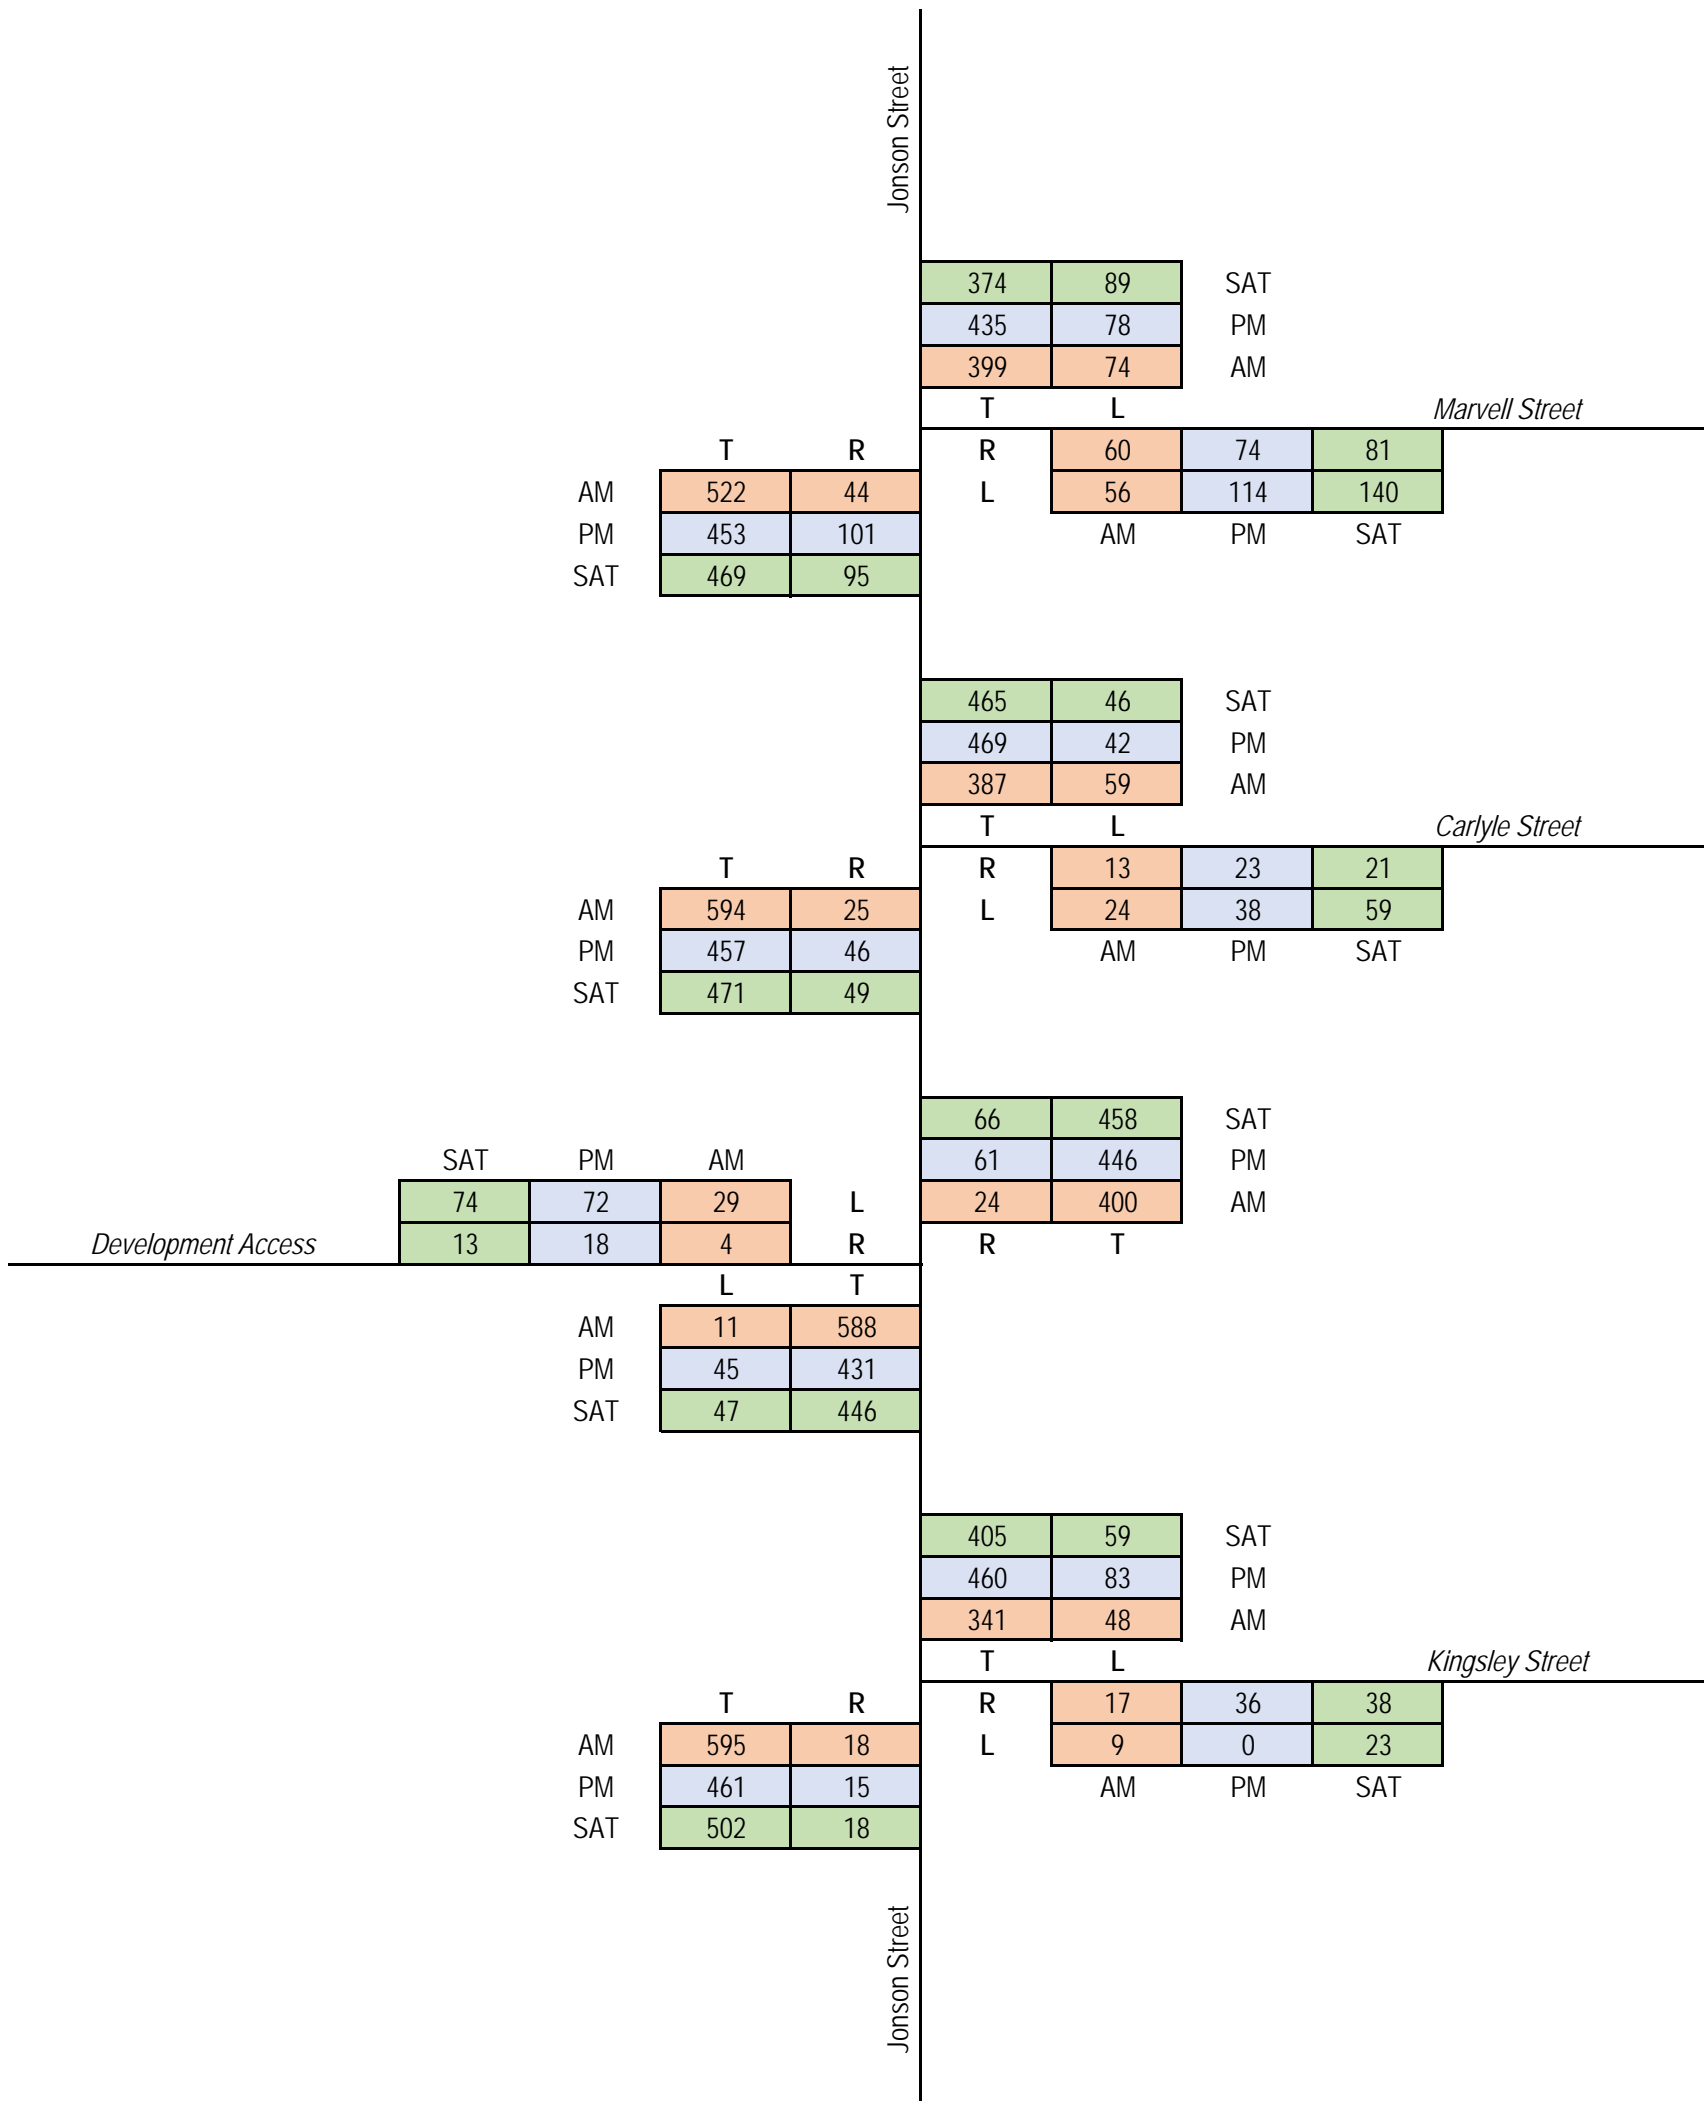 Jonson Street
374 89 SAT
435 78 PM
399 74 AM
T L Marvell Street
T R R 60 74 81
AM 522 44 L 56 114 140
PM 453 101 AM PM SAT
SAT 469 95
465 46 SAT
469 42 PM
387 59 AM
T L Carlyle Street
T R R 13 23 21
AM 594 25 L 24 38 59
PM 457 46 AM PM SAT
SAT 471 49
66 458 SAT
SAT PM AM 61 446 PM
74 72 29 L 24 400 AM
Development Access 13 18 4 R R T
L T
AM 11 588
PM 45 431
SAT 47 446
405 59 SAT
460 83 PM
341 48 AM
T L Kingsley Street
T R R 17 36 38
AM 595 18 L 9 0 23
PM 461 15 AM PM SAT
SAT 502 18
Jonson Street